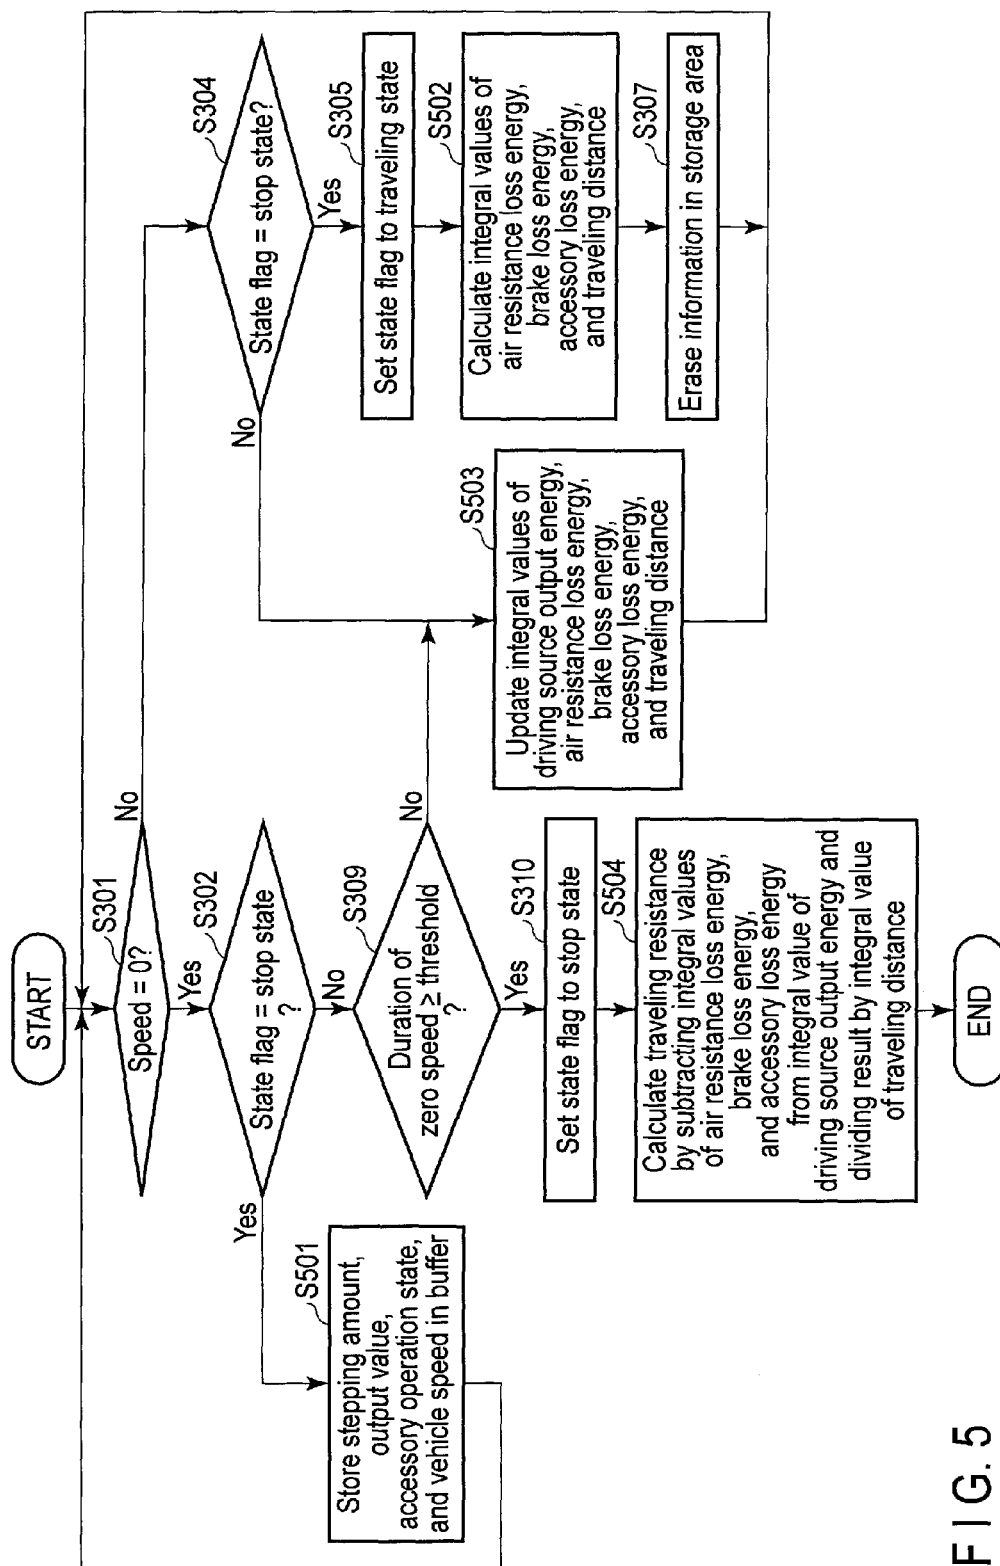 START
S301
Speed = 0?
Yes
No
S302
State flag = stop state
?
Yes
No
S501
Store stepping amount,
output value,
accessory operation state,
and vehicle speed in buffer
S309
Duration of
zero speed ≥ threshold
?
No
Yes
S310
Set state flag to stop state
S504
Calculate traveling resistance
by subtracting integral values
of air resistance loss energy,
brake loss energy,
and accessory loss energy
from integral value of
driving source output energy and
dividing result by integral value
of traveling distance
END
S304
State flag = stop state?
No
Yes
S305
Set state flag to traveling state
S502
Calculate integral values of
air resistance loss energy,
brake loss energy,
accessory loss energy,
and traveling distance
S307
Erase information in storage area
S503
Update integral values of
driving source output energy,
air resistance loss energy,
brake loss energy,
accessory loss energy,
and traveling distance
FIG. 5